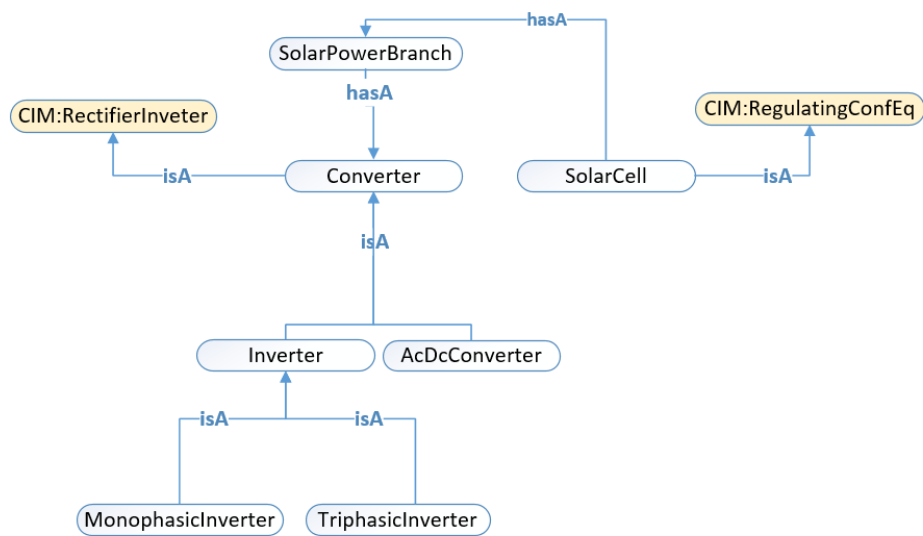 hasA
SolarPowerBranch
hasA
CIM:RectifierInveter
CIM:RegulatingConfEq
isA
Converter
SolarCell
isA
isA
Inverter
AcDcConverter
isA
isA
MonophasicInverter
TriphasicInverter